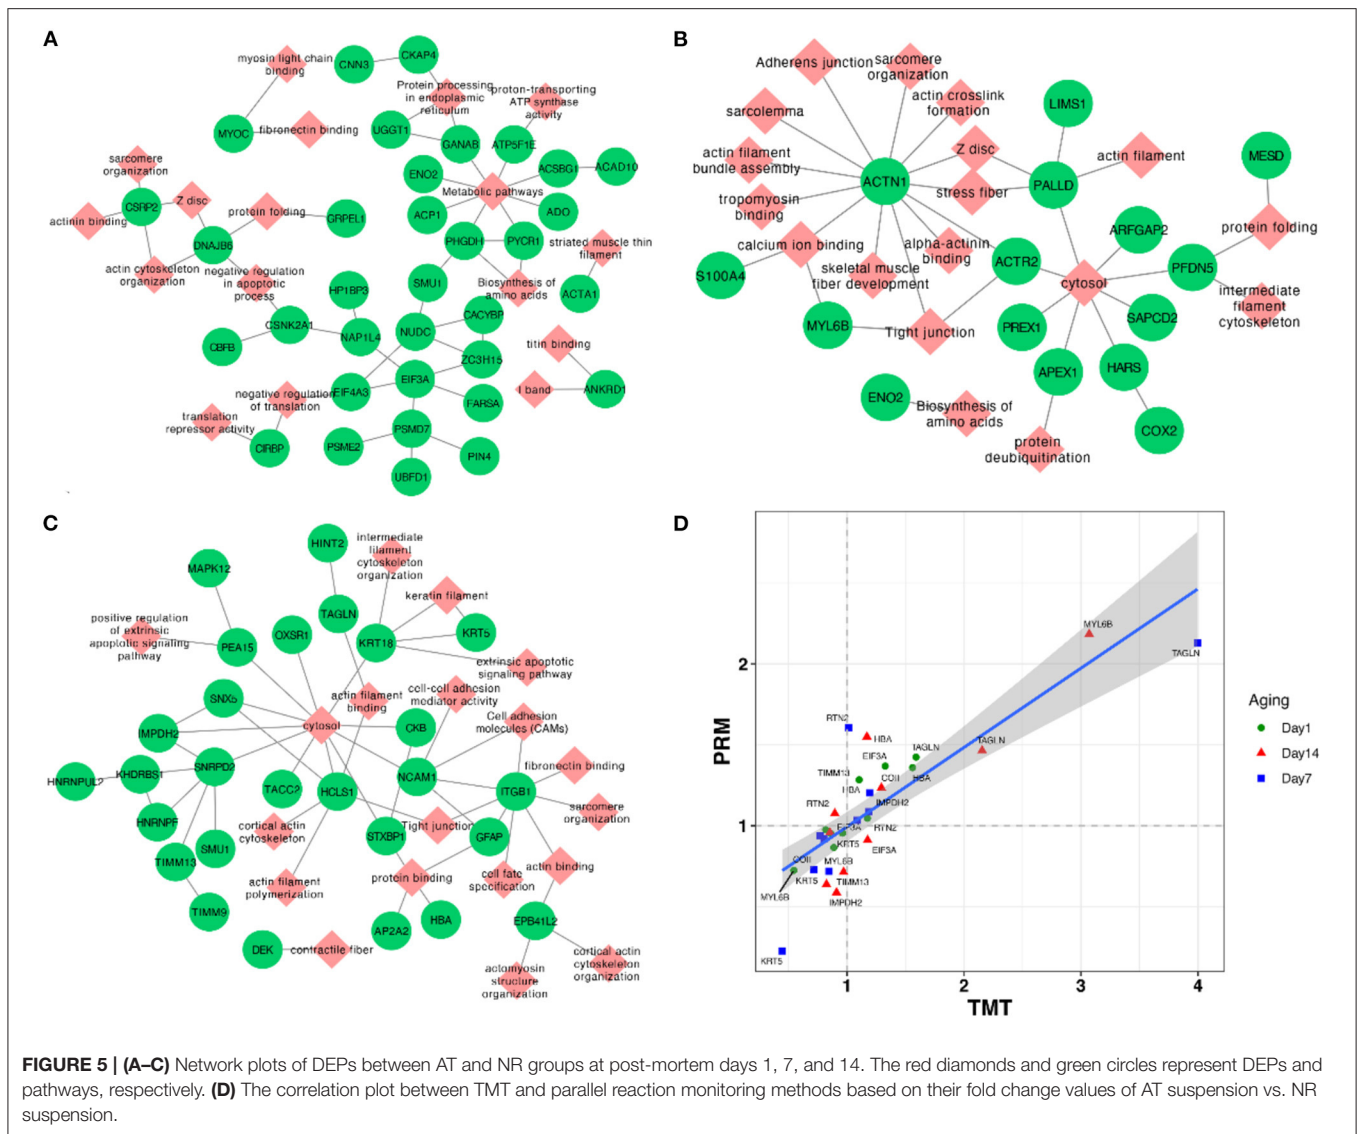 A
myosin light chain
binding
CNN3
CKAP4
Protein processing
in endoplasmic
reticulum
proton-transporting
ATP synthase
activity
MYOC
fibronectin binding
UGGT1
GANAB
ATP5F1E
sarcomere
organization
ENO2
ACSBG1
ACAD10
Metabolic pathways
CSRP2
Z disc
actinin binding
protein folding
GRPEL1
ACP1
ADO
DNAJB6
PHGDH
PYCR1
striated muscle thin
filament
actin cytoskeleton
organization
negative regulation
in apoptotic
process
HP1BP3
SMU1
Biosynthesis of
amino acids
ACTA1
CSNK2A1
NAP1L4
NUDC
CACYBP
CBFB
ZC3H15
titin binding
EIF3A
I band
ANKRD1
negative regulation
of translation
EIF4A3
FARSA
translation
repressor activity
CIRBP
PSME2
PSMD7
PIN4
UBFD1
B
Adherens junction
sarcomere
organization
actin crosslink
formation
LIMS1
sarcolemma
Z disc
actin filament
MESD
actin filament
bundle assembly
ACTN1
PALLD
stress fiber
tropomyosin
binding
calcium ion binding
alpha-actinin
binding
ARFGAP2
protein folding
S100A4
skeletal muscle
fiber development
ACTR2
cytosol
PFDN5
intermediate
filament
cytoskeleton
MYL6B
Tight junction
PREX1
SAPCD2
APEX1
HARS
ENO2
Biosynthesis of
amino acids
COX2
protein
deubiquitination
C
HINT2
intermediate
filament
cytoskeleton
organization
MAPK12
keratin filament
positive regulation
of extrinsic
apoptotic signaling
pathway
TAGLN
OXSR1
PEA15
KRT18
KRT5
extrinsic apoptotic
signaling pathway
SNX5
actin filament
binding
cell-cell adhesion
mediator activity
IMPDH2
cytosol
CKB
Cell adhesion
molecules (CAMs)
HNRNPUL2
KHDRBS1
SNRPD2
NCAM1
fibronectin binding
TACC2
HCLS1
ITGB1
sarcomere
organization
HNRNPF
cortical actin
cytoskeleton
STXBP1
Tight junction
GFAP
SMU1
TIMM13
actin filament
polymerization
protein binding
cell fate
specification
actin binding
TIMM9
AP2A2
HBA
EPB41L2
DEK
contractile fiber
actomyosin
structure
organization
cortical actin
cytoskeleton
organization
D
PRM
2
1
MYL6B
TAGLN
RTN2
HBA
TAGLN
EIF3A
TAGLN
TIMM13
COII
HBA
HBA
IMPDH2
RTN2
EIF3A
RTN2
KRT5
EIF3A
COII
MYL6B
KRT5
TIMM13
MYL6B
IMPDH2
KRT5
1
2
3
4
TMT
Aging
Day1
Day14
Day7
FIGURE 5 | (A–C) Network plots of DEPs between AT and NR groups at post-mortem days 1, 7, and 14. The red diamonds and green circles represent DEPs and
pathways, respectively. (D) The correlation plot between TMT and parallel reaction monitoring methods based on their fold change values of AT suspension vs. NR
suspension.